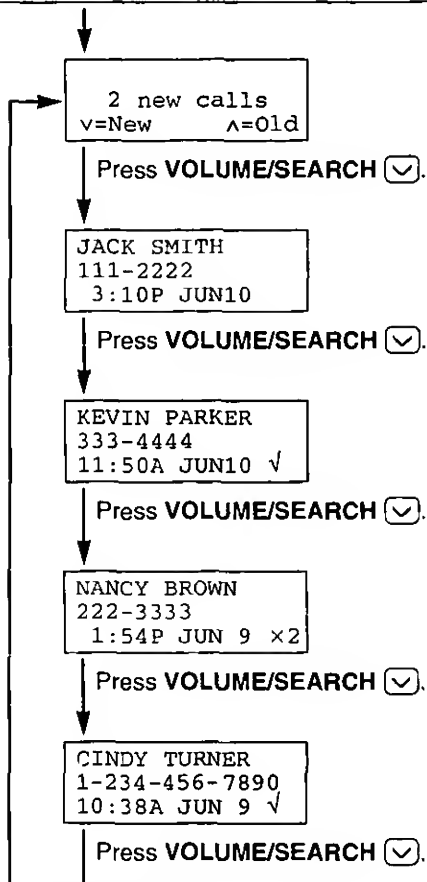 2 new calls
v=New ʌ=Old
Press VOLUME/SEARCH
JACK SMITH
111-2222
3:10P JUN10
Press VOLUME/SEARCH
KEVIN PARKER
333-4444
11:50A JUN10 √
Press VOLUME/SEARCH
NANCY BROWN
222-3333
1:54P JUN 9 ×2
Press VOLUME/SEARCH
CINDY TURNER
1-234-456-7890
10:38A JUN 9 √
Press VOLUME/SEARCH